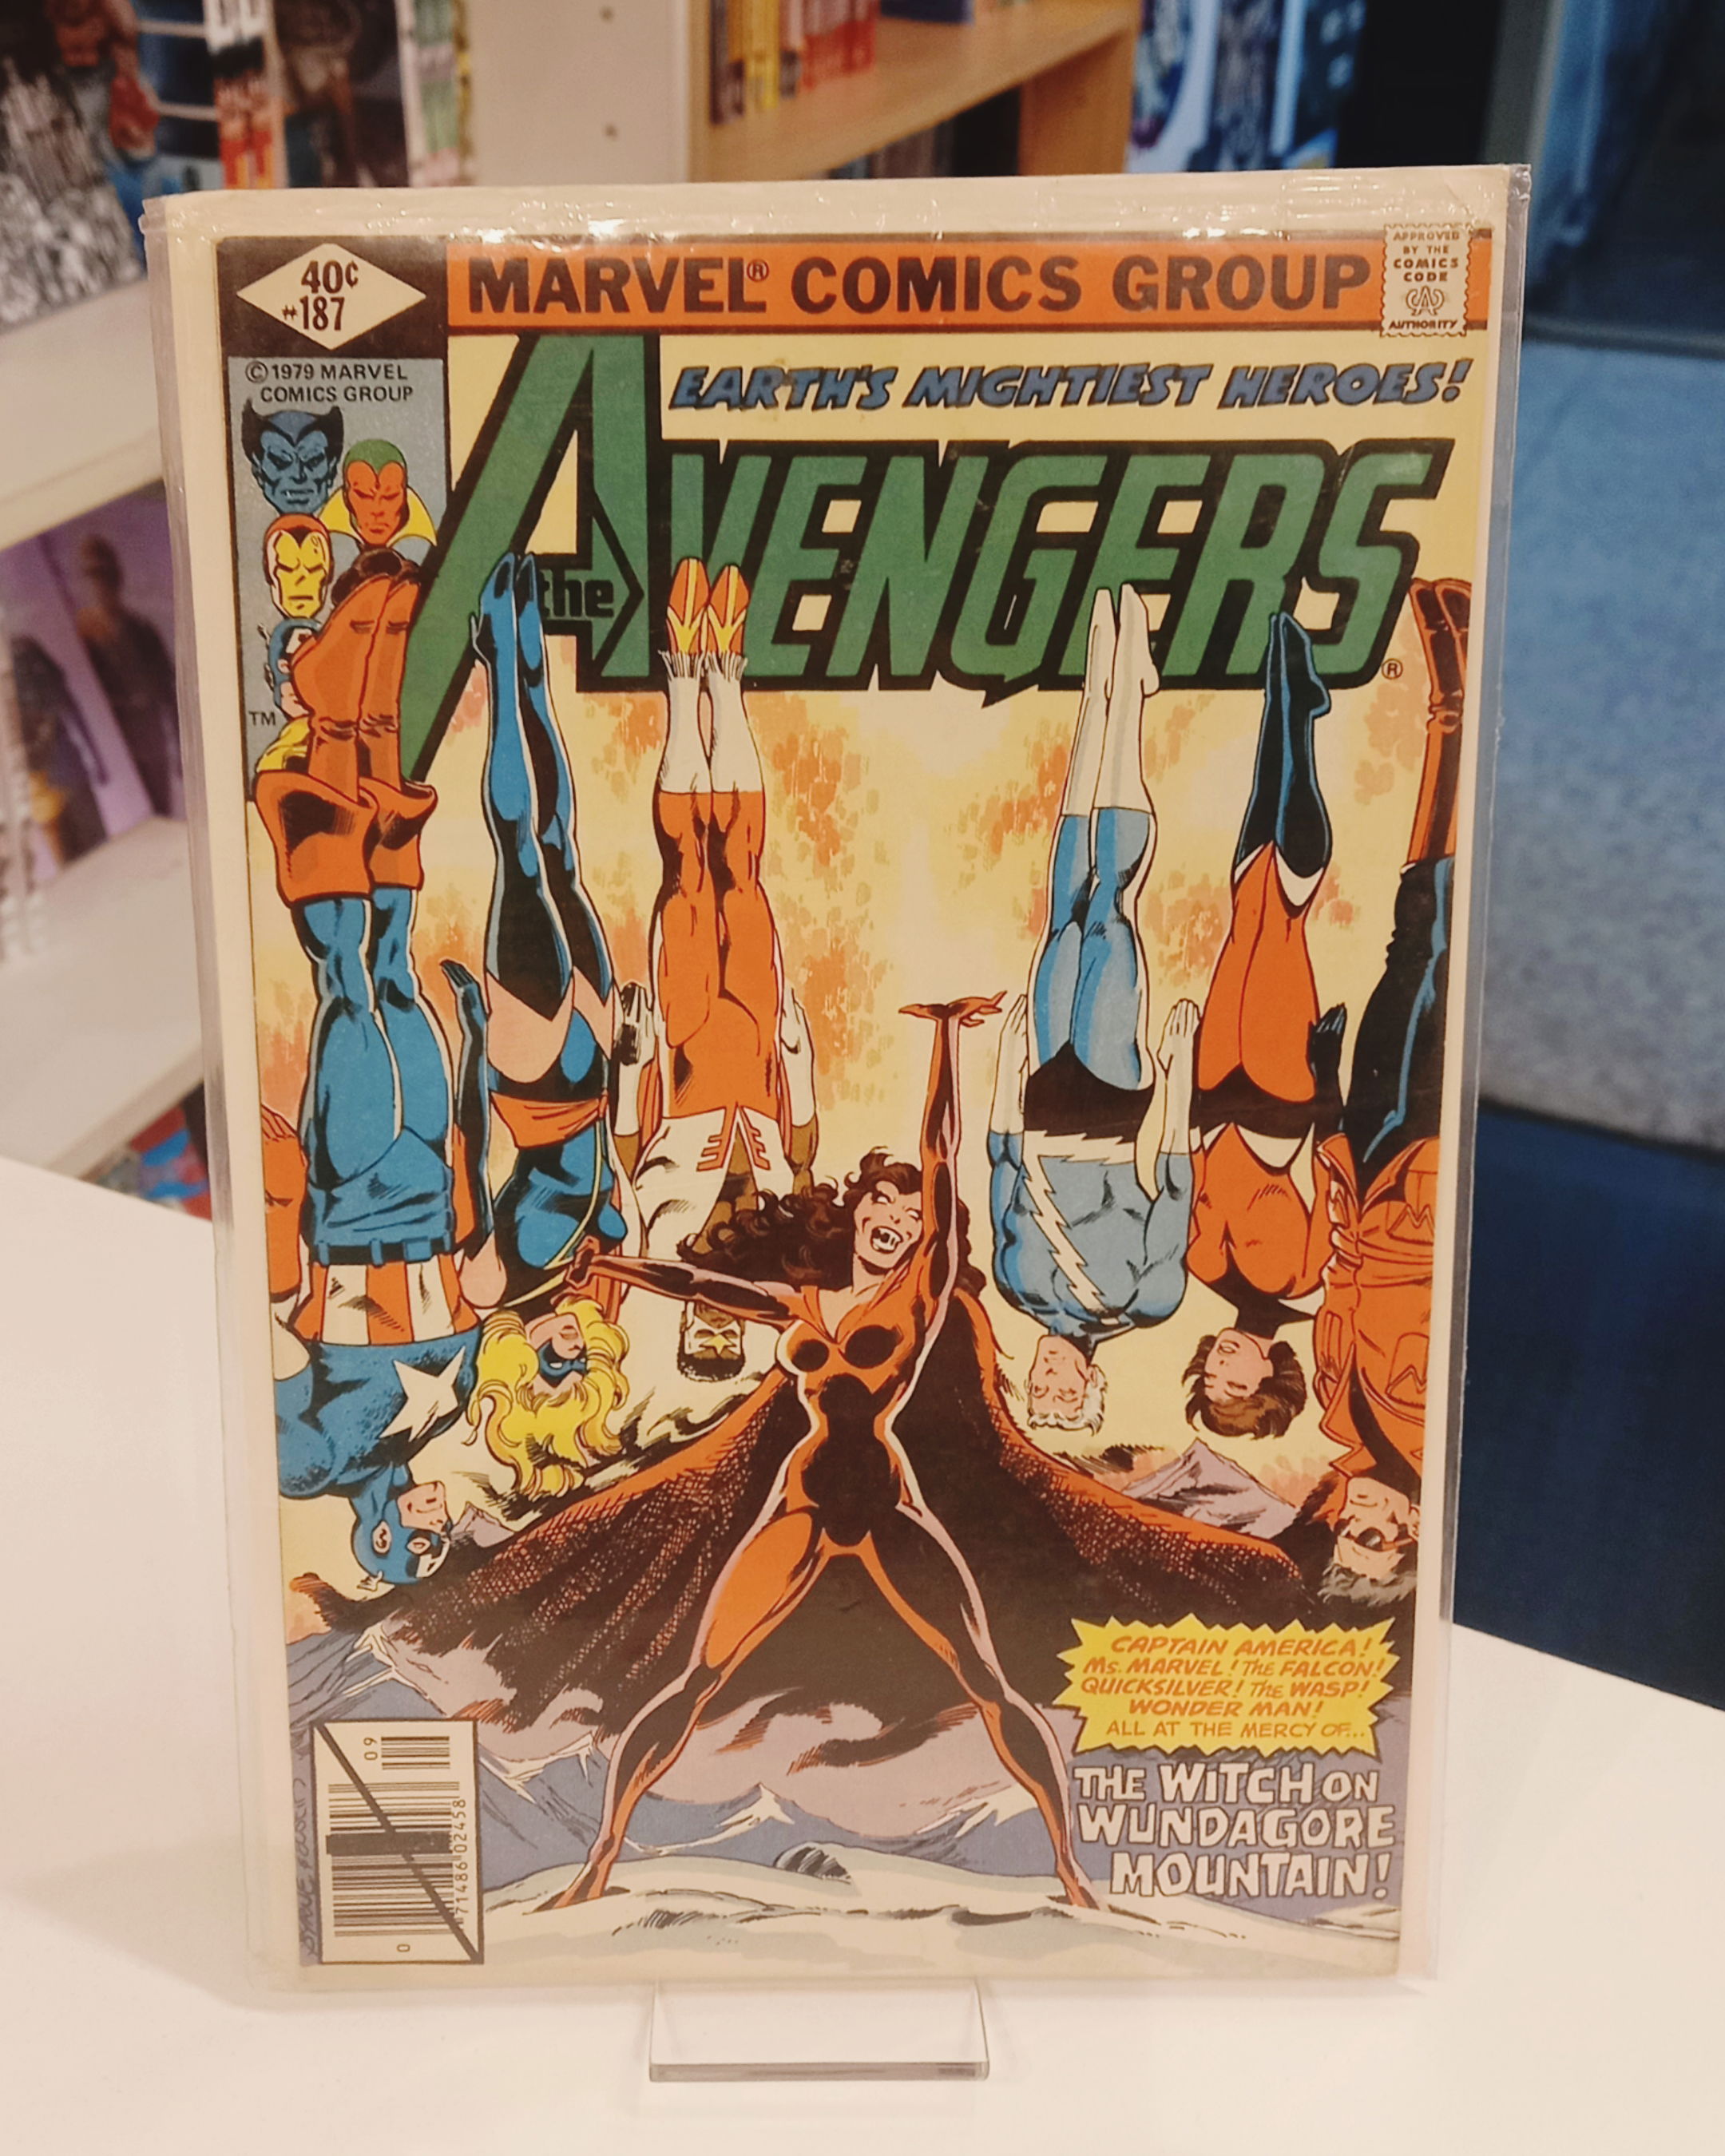 40¢
#187
MARVEL® COMICS GROUP
APPROVED
BY THE
COMICS
CODE
CA
AUTHORITY
©1979 MARVEL
COMICS GROUP
EARTH'S MIGHTIEST HEROES!
the AVENGERS®
TM
CAPTAIN AMERICA!
MS. MARVEL! THE FALCON!
QUICKSILVER! THE WASP!
WONDER MAN!
ALL AT THE MERCY OF...
THE WITCH ON
WUNDAGORE
MOUNTAIN!
09
71486 02458
0